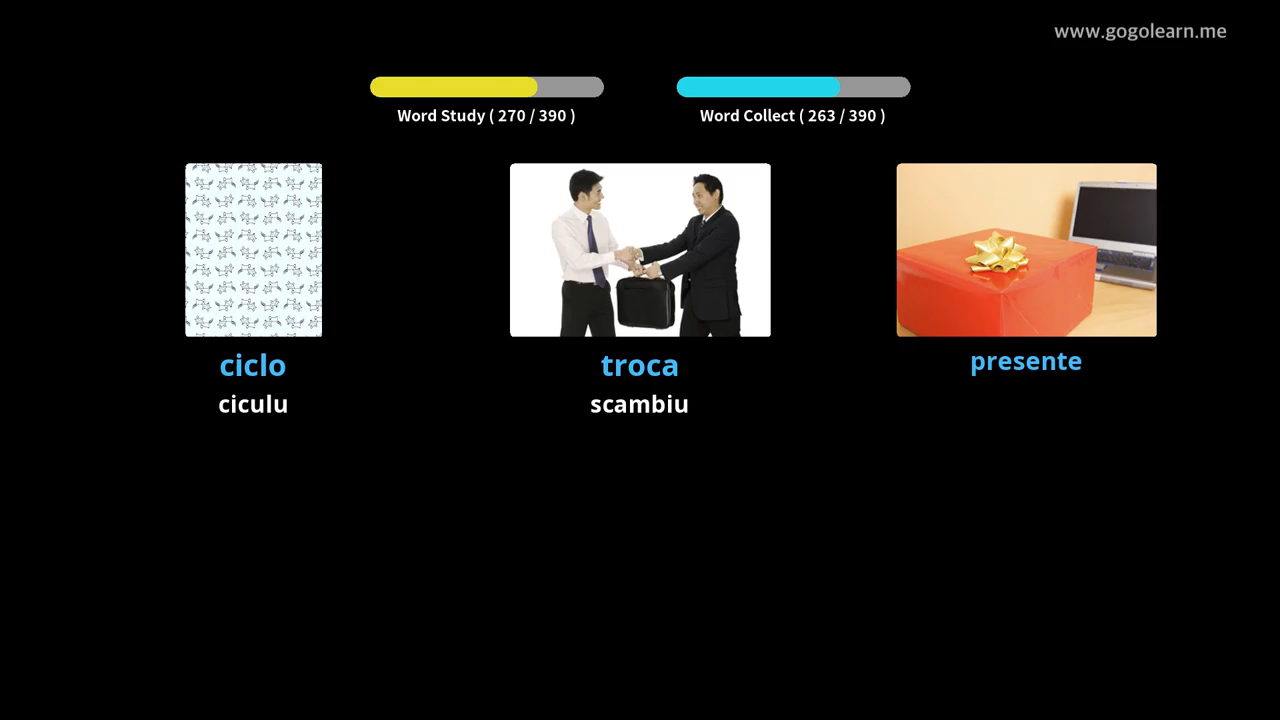 www.gogolearn.me
Word Study ( 270 / 390 )
Word Collect ( 263 / 390 )
ciclo
ciculu
troca
scambiu
presente